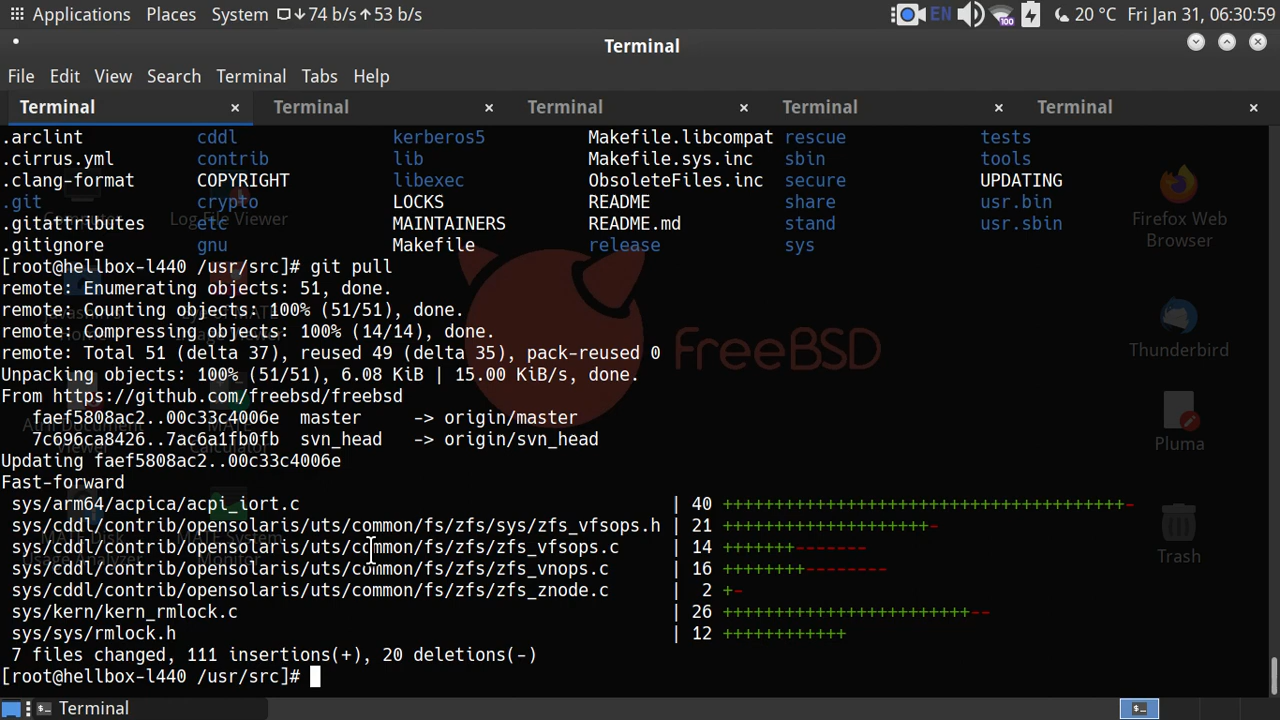 Applications Places System 74 b/s 53 b/s EN 100 20 °C Fri Jan 31, 06:30:59
Terminal
File Edit View Search Terminal Tabs Help
Terminal × Terminal × Terminal × Terminal × Terminal ×
.arclint cddl kerberos5 Makefile.libcompat rescue tests
.cirrus.yml contrib lib Makefile.sys.inc sbin tools
.clang-format COPYRIGHT libexec ObsoleteFiles.inc secure UPDATING
.git crypto LOCKS README share usr.bin
.gitattributes etc MAINTAINERS README.md stand usr.sbin
.gitignore gnu Makefile release sys
[root@hellbox-l440 /usr/src]# git pull
remote: Enumerating objects: 51, done.
remote: Counting objects: 100% (51/51), done.
remote: Compressing objects: 100% (14/14), done.
remote: Total 51 (delta 37), reused 49 (delta 35), pack-reused 0
Unpacking objects: 100% (51/51), 6.08 KiB | 15.00 KiB/s, done.
From https://github.com/freebsd/freebsd
faef5808ac2..00c33c4006e master -> origin/master
7c696ca8426..7ac6a1fb0fb svn_head -> origin/svn_head
Updating faef5808ac2..00c33c4006e
Fast-forward
sys/arm64/acpica/acpi_iort.c | 40 +++++++++++++++++++++++++++++++++++++++-
sys/cddl/contrib/opensolaris/uts/common/fs/zfs/sys/zfs_vfsops.h | 21 ++++++++++++++++++++-
sys/cddl/contrib/opensolaris/uts/common/fs/zfs/zfs_vfsops.c | 14 +++++++-------
sys/cddl/contrib/opensolaris/uts/common/fs/zfs/zfs_vnops.c | 16 ++++++++--------
sys/cddl/contrib/opensolaris/uts/common/fs/zfs/zfs_znode.c | 2 +-
sys/kern/kern_rmlock.c | 26 ++++++++++++++++++++++++--
sys/sys/rmlock.h | 12 ++++++++++++
7 files changed, 111 insertions(+), 20 deletions(-)
[root@hellbox-l440 /usr/src]#
FreeBSD
Log File Viewer
Firefox Web
Browser
Thunderbird
Pluma
Trash
Terminal